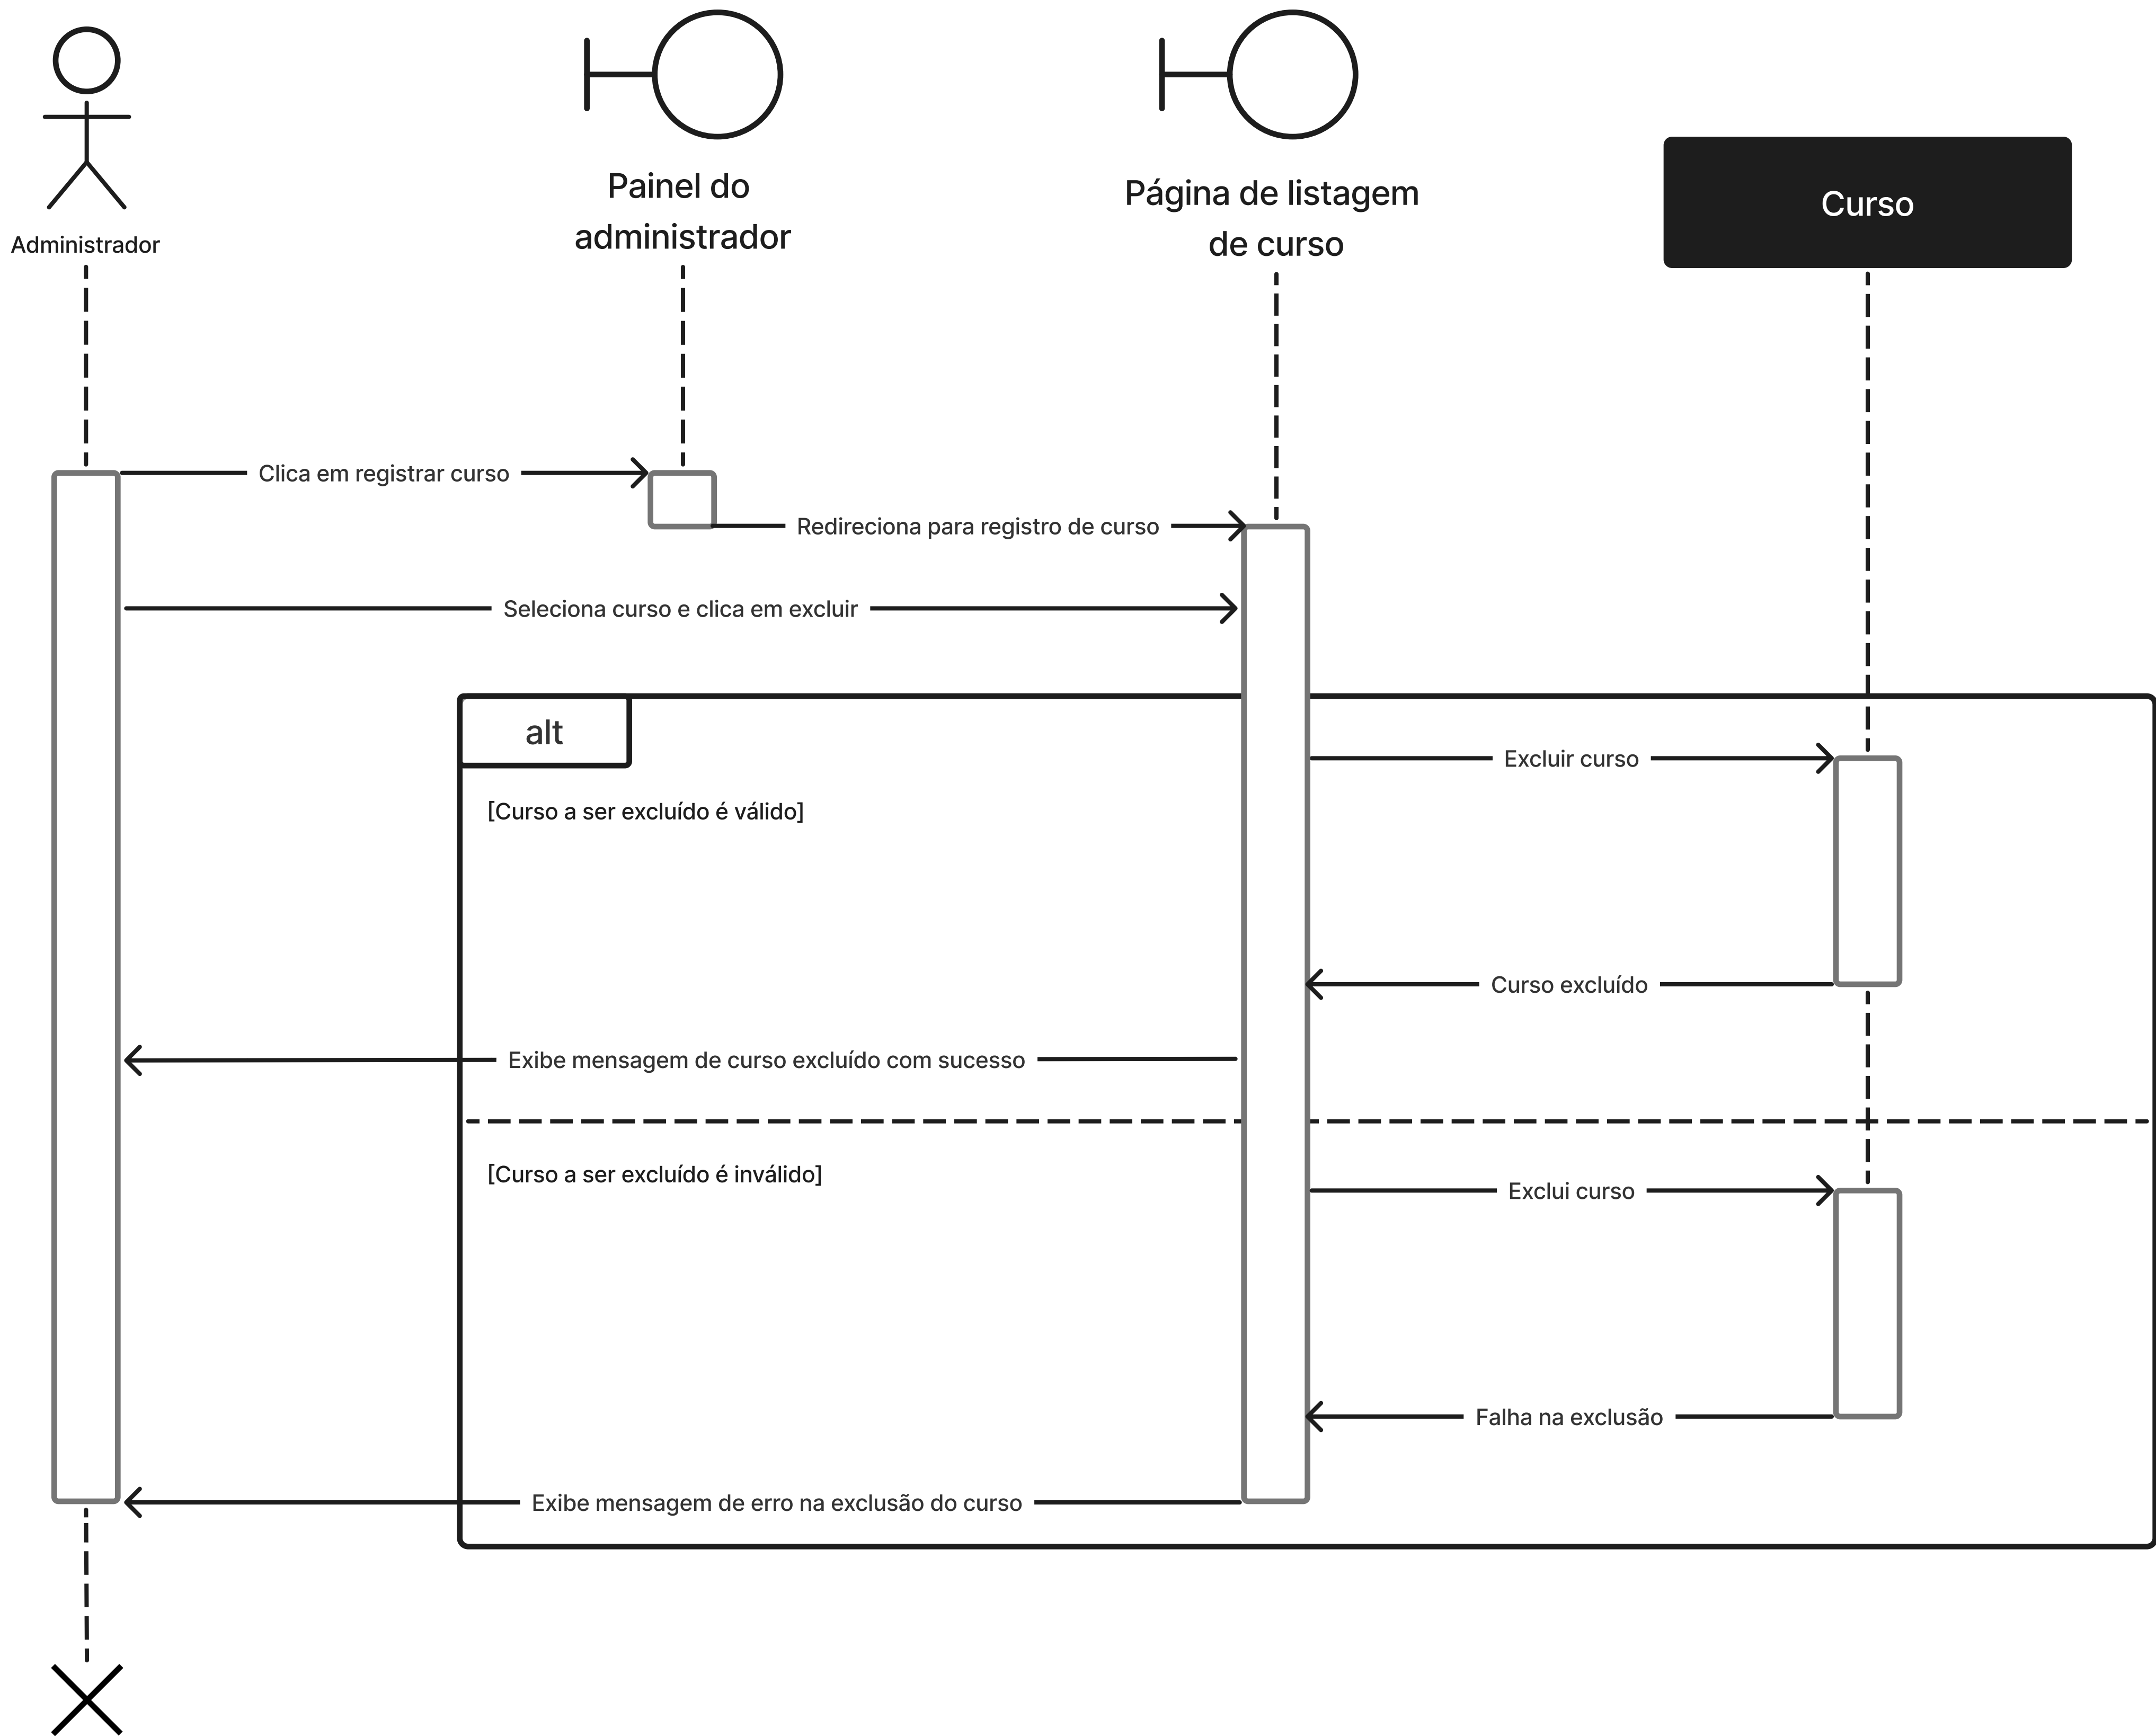 Administrador
Painel do
administrador
Página de listagem
de curso
Curso
Clica em registrar curso
Redireciona para registro de curso
Seleciona curso e clica em excluir
alt
Excluir curso
[Curso a ser excluído é válido]
Curso excluído
Exibe mensagem de curso excluído com sucesso
[Curso a ser excluído é inválido]
Exclui curso
Falha na exclusão
Exibe mensagem de erro na exclusão do curso